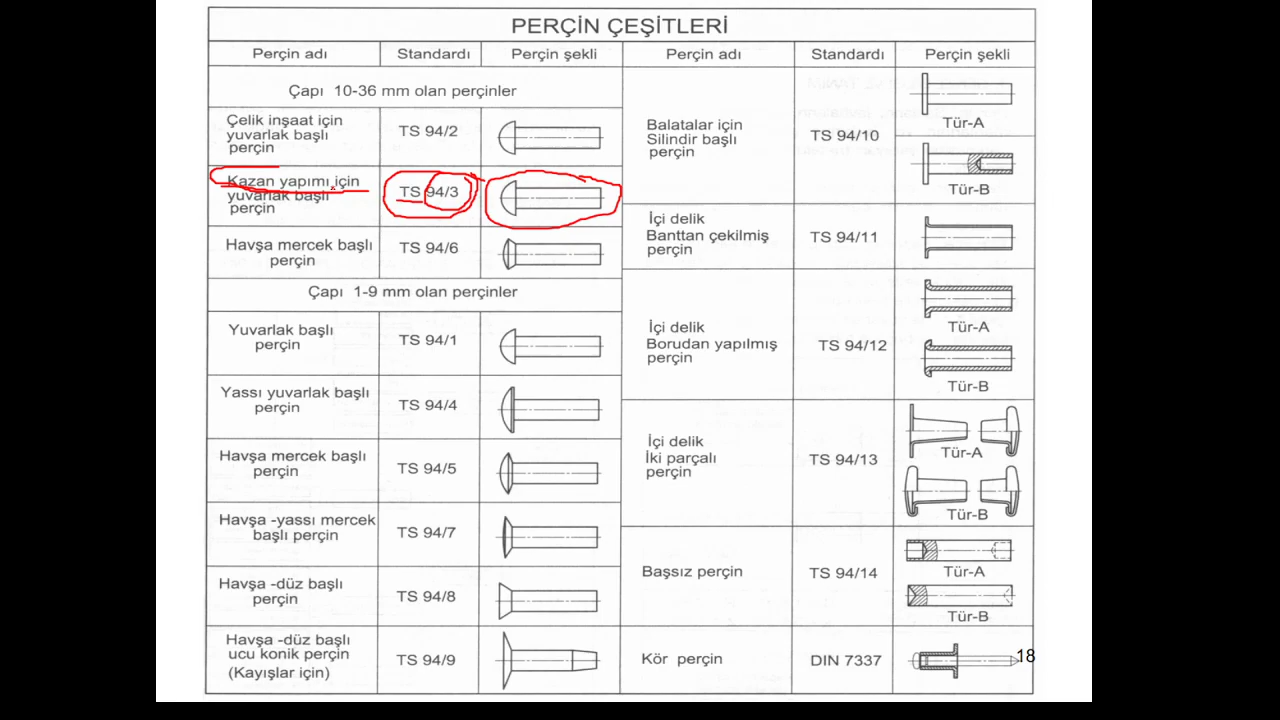 PERÇİN ÇEŞİTLERİ
Perçin adı
Standardı
Perçin şekli
Çapı 10-36 mm olan perçinler
Çelik inşaat için
yuvarlak başlı
perçin
TS 94/2
Kazan yapımı için
yuvarlak başlı
perçin
TS 94/3
Havşa mercek başlı
perçin
TS 94/6
Çapı 1-9 mm olan perçinler
Yuvarlak başlı
perçin
TS 94/1
Yassı yuvarlak başlı
perçin
TS 94/4
Havşa mercek başlı
perçin
TS 94/5
Havşa -yassı mercek
başlı perçin
TS 94/7
Havşa -düz başlı
perçin
TS 94/8
Havşa -düz başlı
ucu konik perçin
(Kayışlar için)
TS 94/9
Perçin adı
Standardı
Perçin şekli
Balatalar için
Silindir başlı
perçin
TS 94/10
Tür-A
Tür-B
İçi delik
Banttan çekilmiş
perçin
TS 94/11
İçi delik
Borudan yapılmış
perçin
TS 94/12
Tür-A
Tür-B
İçi delik
İki parçalı
perçin
TS 94/13
Tür-A
Tür-B
Başsız perçin
TS 94/14
Tür-A
Tür-B
Kör perçin
DIN 7337
18